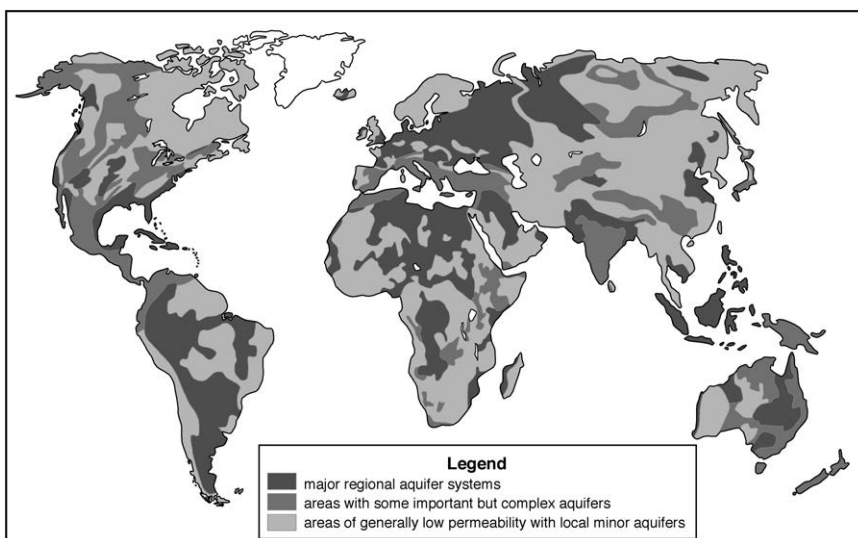 Legend
major regional aquifer systems
areas with some important but complex aquifers
areas of generally low permeability with local minor aquifers